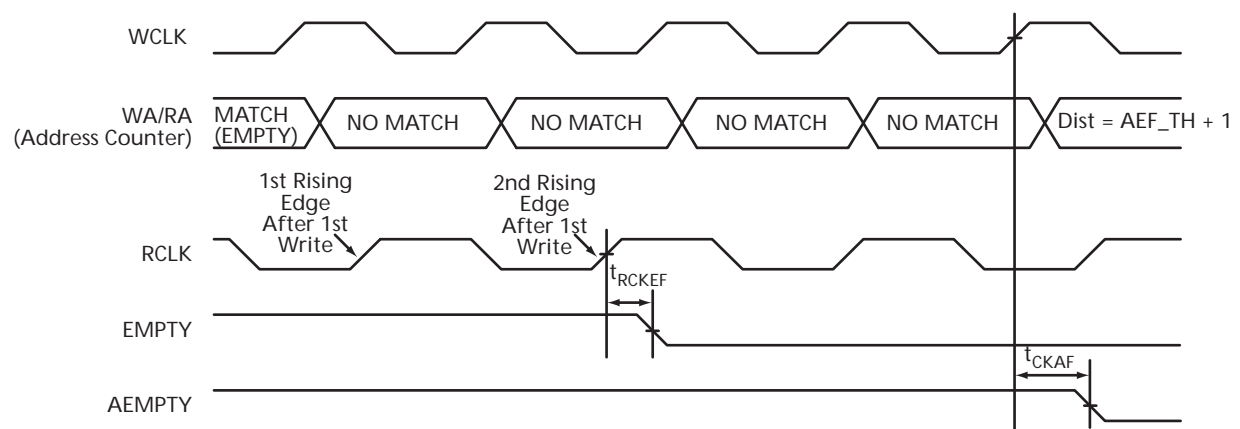 WCLK
WA/RA
(Address Counter)
MATCH
(EMPTY)
NO MATCH
NO MATCH
NO MATCH
NO MATCH
Dist = AEF_TH + 1
1st Rising
Edge
After 1st
Write
2nd Rising
Edge
After 1st
Write
RCLK
tRCKEF
EMPTY
tCKAF
AEMPTY